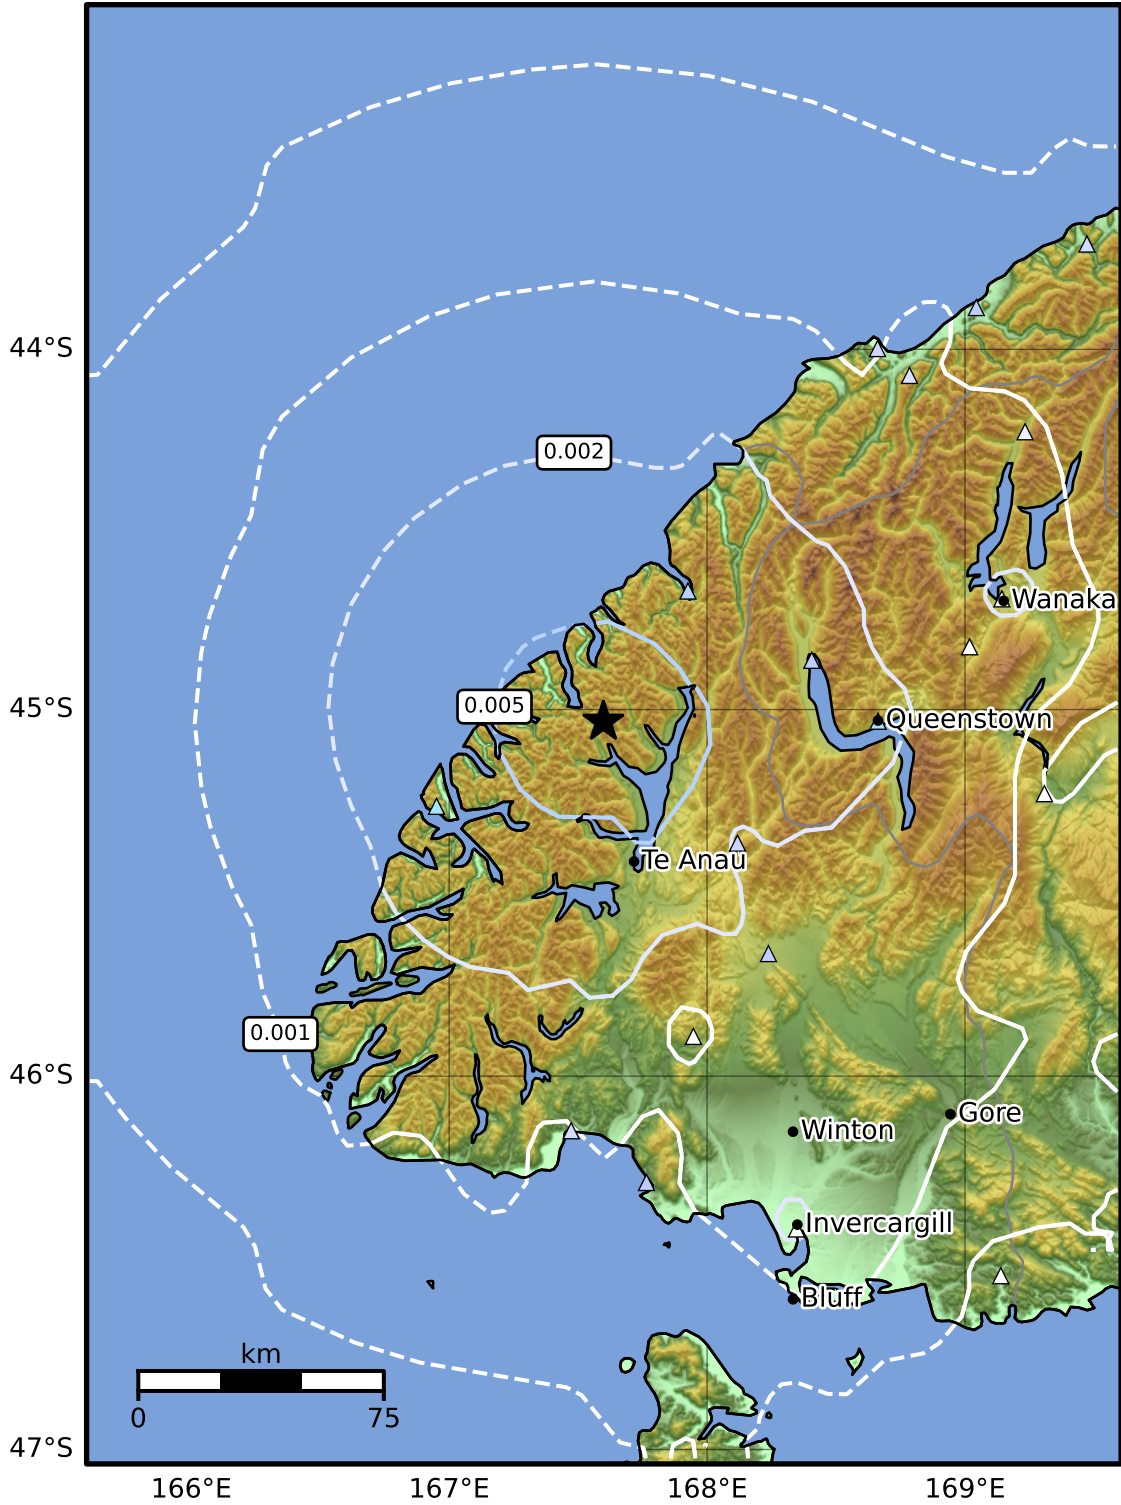 0.002
44°S
Wanaka
0.005
45°S
Queenstown
Te Anau
0.001
46°S
Gore
Winton
Invercargill
Bluff
km
0 75
47°S
166°E 167°E 168°E 169°E